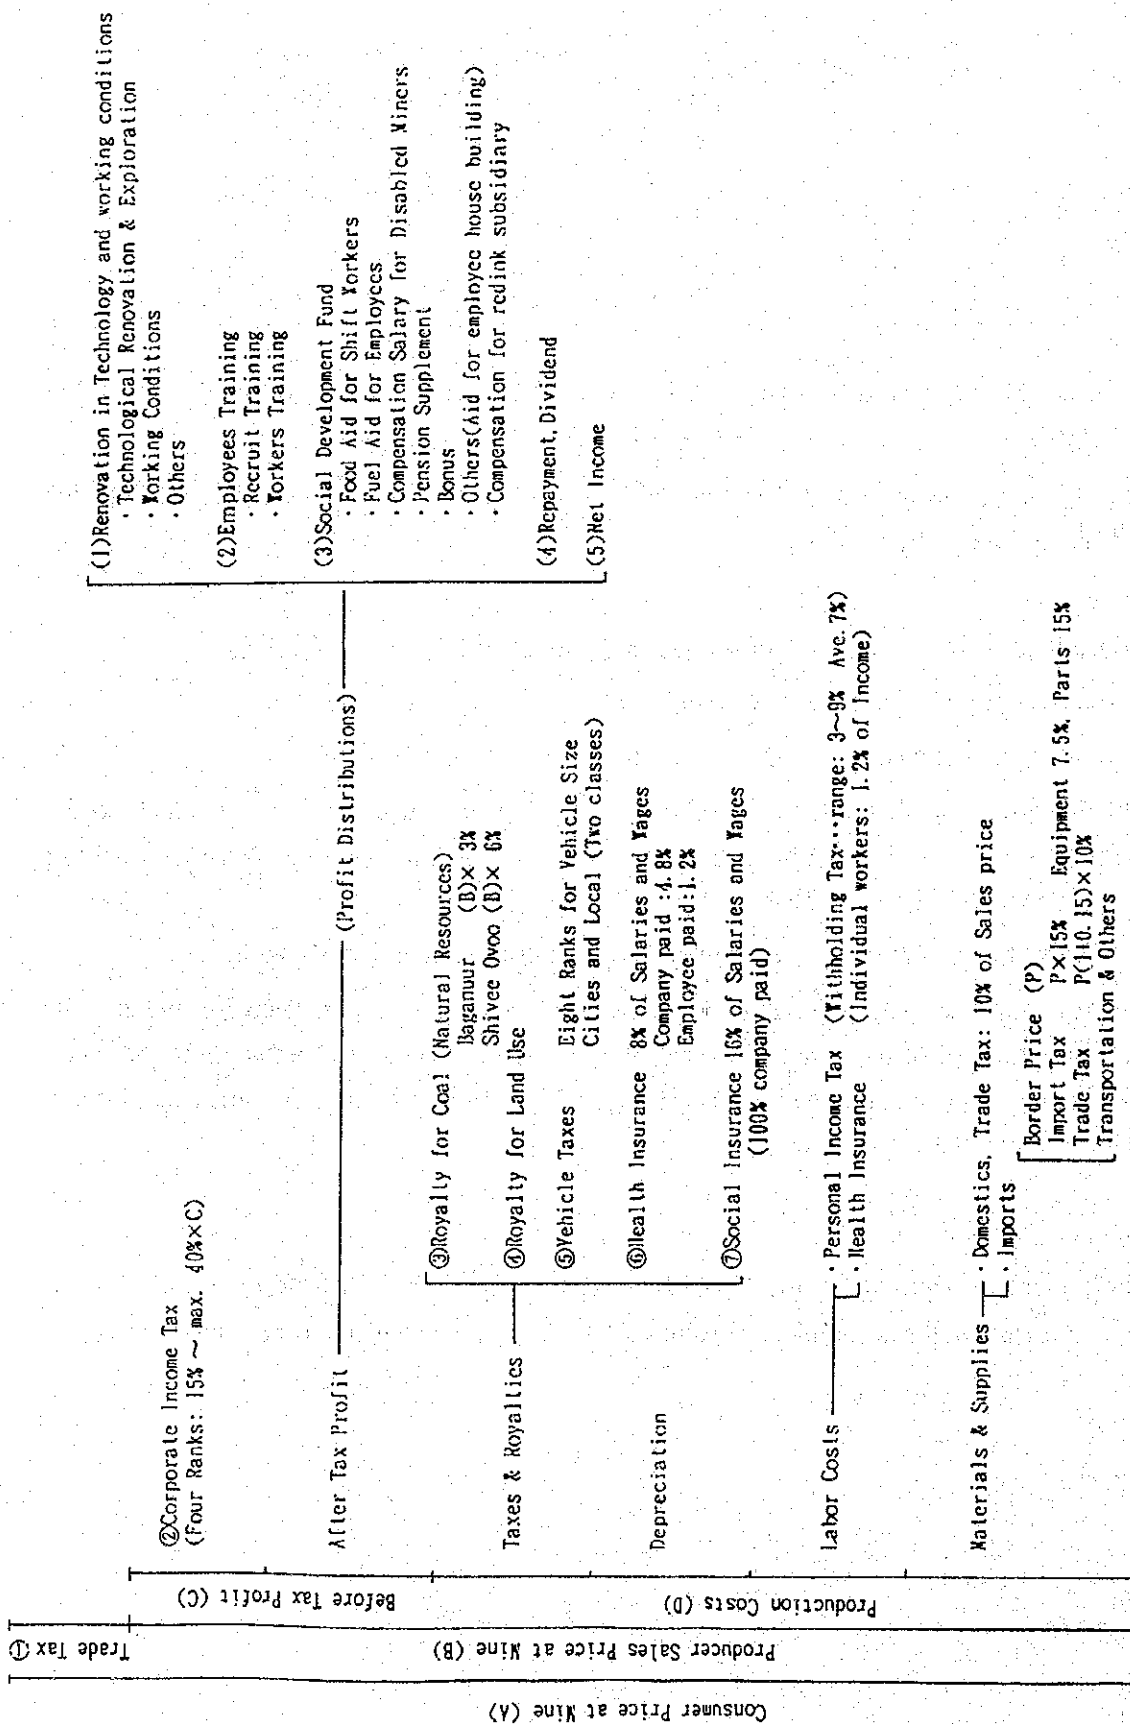 Consumer Price at Mine (A)
Trade Tax ①
Producer Sales Price at Mine (B)
Before Tax Profit (C)
Production Costs (D)
②Corporate Income Tax
(Four Ranks: 15% ~ max. 40%×C)
After Tax Profit
(Profit Distributions)
(1)Renovation in Technology and working conditions
· Technological Renovation & Exploration
· Working Conditions
· Others
(2)Employees Training
· Recruit Training
· Workers Training
(3)Social Development Fund
· Food Aid for Shift Workers
· Fuel Aid for Employees
· Compensation Salary for Disabled Miners
· Pension Supplement
· Bonus
· Others(Aid for employee house building)
· Compensation for redink subsidiary
(4)Repayment, Dividend
(5)Net Income
Taxes & Royalties
③Royalty for Coal (Natural Resources)
Baganuur (B)× 3%
Shivee Ovoo (B)× 6%
④Royalty for Land Use
⑤Vehicle Taxes Eight Ranks for Vehicle Size
Cities and Local (Two classes)
⑥Health Insurance 8% of Salaries and Wages
Company paid :4.8%
Employee paid:1.2%
⑦Social Insurance 16% of Salaries and Wages
(100% company paid)
Depreciation
Labor Costs
· Personal Income Tax (Withholding Tax···range: 3~9% Ave. 7%)
· Health Insurance (Individual workers: 1.2% of Income)
Materials & Supplies
· Domestics, Trade Tax: 10% of Sales price
· Imports
Border Price (P)
Import Tax P×15% Equipment 7.5%, Parts 15%
Trade Tax P(1+0.15)×10%
Transportation & Others